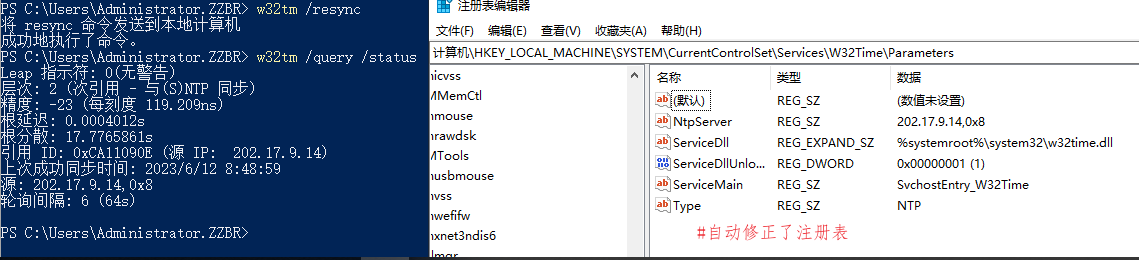 PS C:\Users\Administrator.ZZBR> w32tm /resync
将 resync 命令发送到本地计算机
成功地执行了命令。
PS C:\Users\Administrator.ZZBR> w32tm /query /status
Leap 指示符: 0(无警告)
层次: 2 (次引用 - 与(S)NTP 同步)
精度: -23 (每刻度 119.209ns)
根延迟: 0.0004012s
根分散: 17.7765861s
引用 ID: 0xCA11090E (源 IP:  202.17.9.14)
上次成功同步时间: 2023/6/12 8:48:59
源: 202.17.9.14,0x8
轮询间隔: 6 (64s)
PS C:\Users\Administrator.ZZBR>
注册表编辑器
文件(F) 编辑(E) 查看(V) 收藏夹(A) 帮助(H)
计算机\HKEY_LOCAL_MACHINE\SYSTEM\CurrentControlSet\Services\W32Time\Parameters
nicvss
MMemCtl
nmouse
nrawdsk
MTools
nusbmouse
nvss
nwefifw
nxnet3ndis6
名称 类型 数据
(默认) REG_SZ (数值未设置)
NtpServer REG_SZ 202.17.9.14,0x8
ServiceDll REG_EXPAND_SZ %systemroot%\system32\w32time.dll
ServiceDllUnlo... REG_DWORD 0x00000001 (1)
ServiceMain REG_SZ SvchostEntry_W32Time
Type REG_SZ NTP
#自动修正了注册表